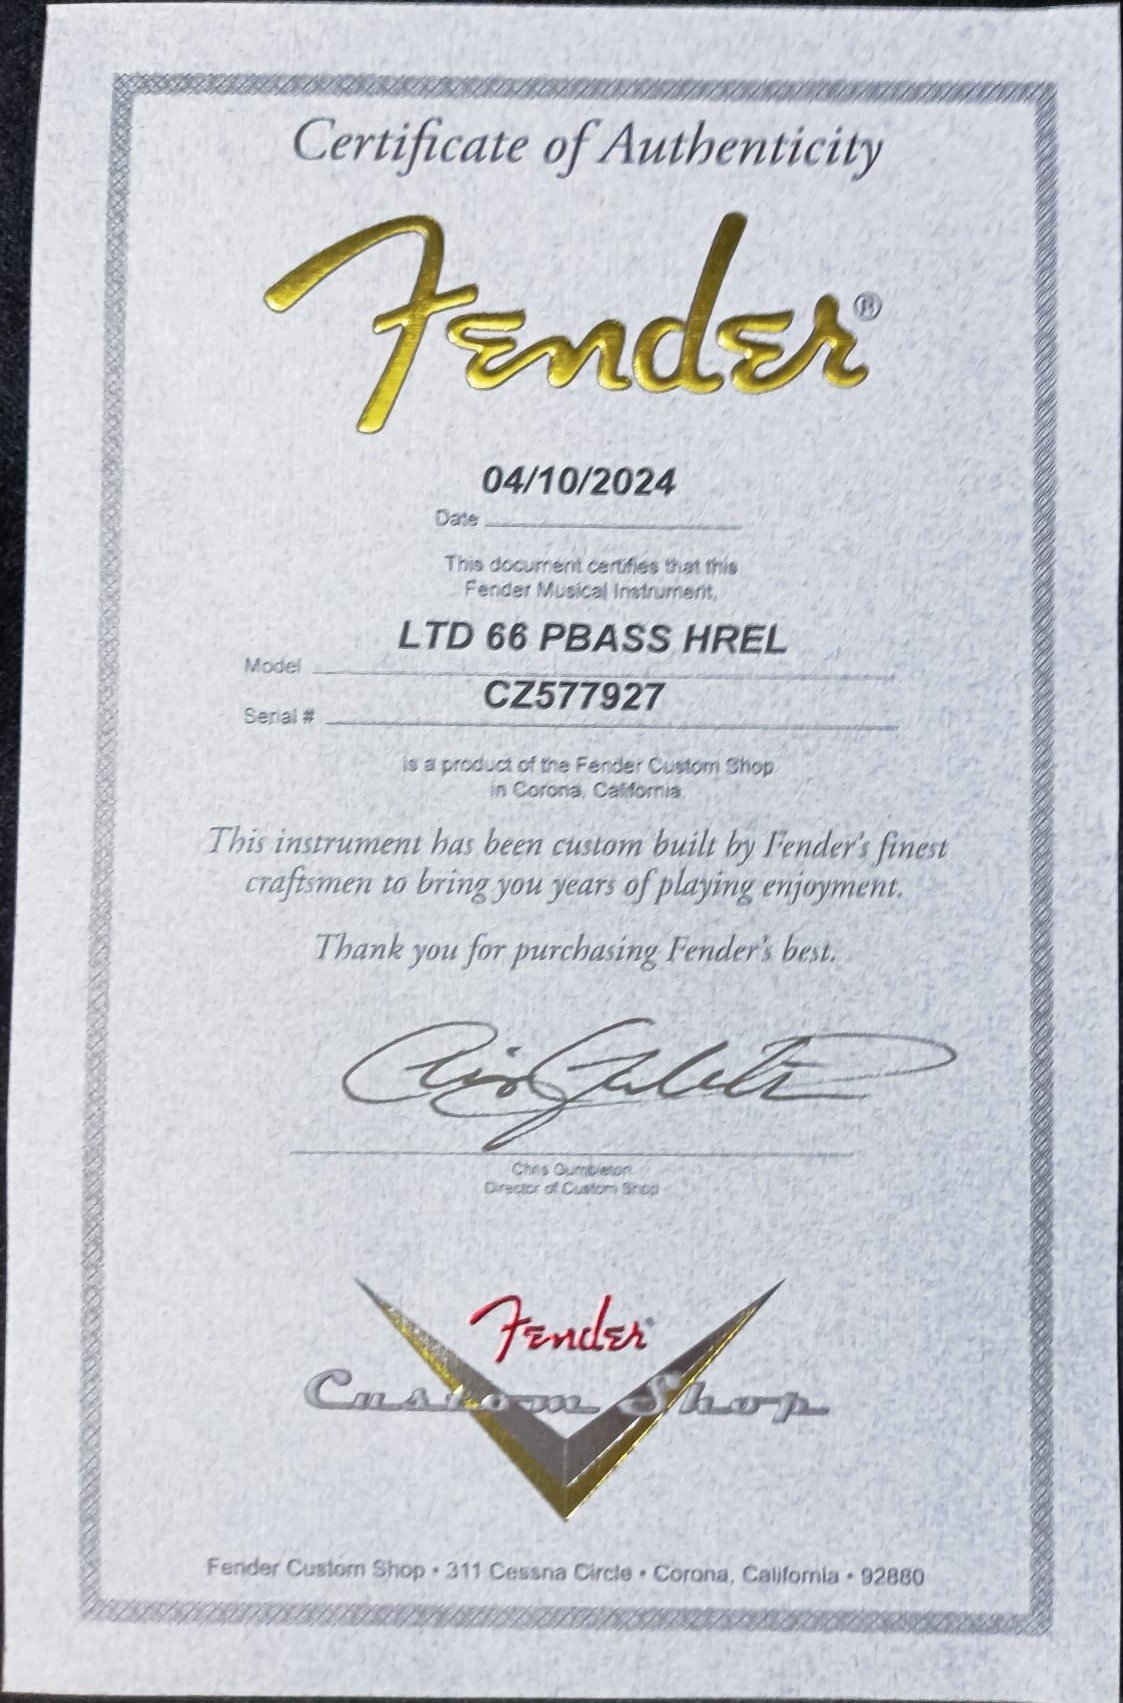 Certificate of Authenticity
Fender®
04/10/2024
Date
This document certifies that this
Fender Musical Instrument,
LTD 66 PBASS HREL
Model
CZ577927
Serial #
is a product of the Fender Custom Shop
in Corona, California.
This instrument has been custom built by Fender's finest
craftsmen to bring you years of playing enjoyment.
Thank you for purchasing Fender's best.
Chris Gumbleton
Director of Custom Shop
Fender®
Custom Shop
Fender Custom Shop • 311 Cessna Circle • Corona, California • 92880